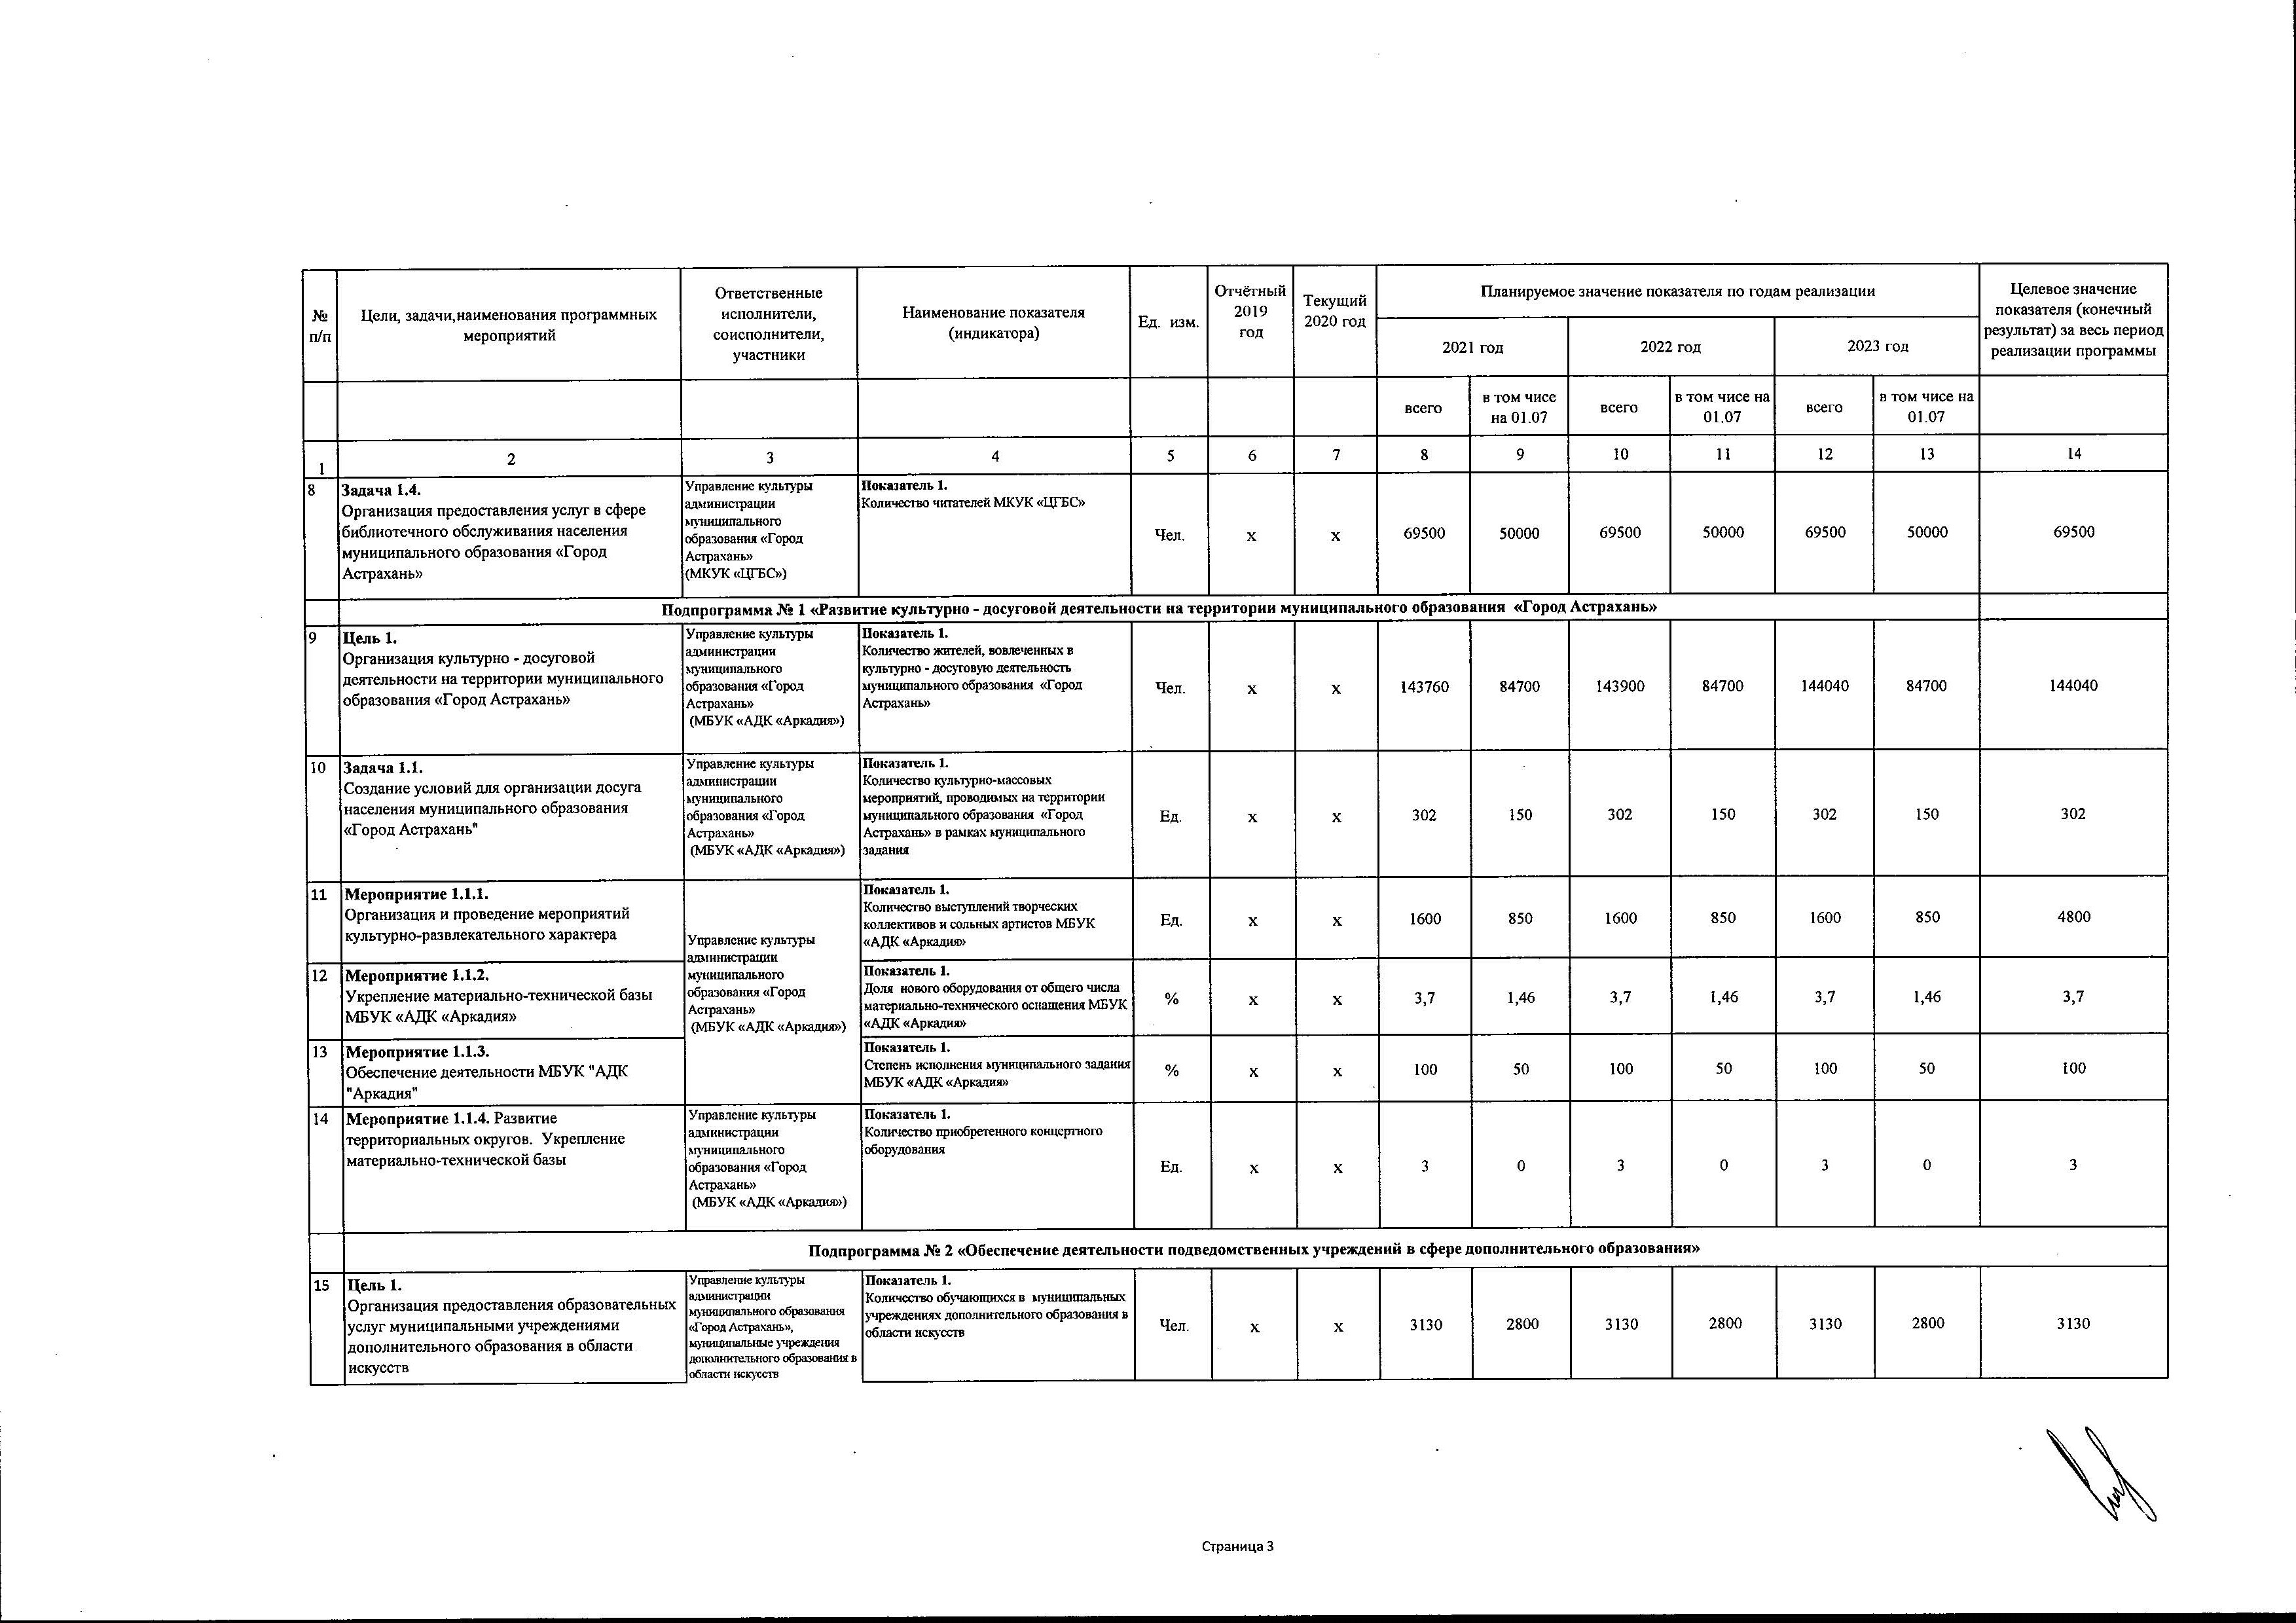 № п/п
Цели, задачи,наименования программных мероприятий
Ответственные исполнители, соисполнители, участники
Наименование показателя (индикатора)
Ед. изм.
Отчётный 2019 год
Текущий 2020 год
Планируемое значение показателя по годам реализации
Целевое значение показателя (конечный результат) за весь период реализации программы
2021 год
2022 год
2023 год
всего
в том чисе на 01.07
всего
в том чисе на 01.07
всего
в том чисе на 01.07
1 2 3 4 5 6 7 8 9 10 11 12 13 14
8
Задача 1.4.
Организация предоставления услуг в сфере
библиотечного обслуживания населения
муниципального образования «Город
Астрахань»
Управление культуры
администрации
муниципального
образования «Город
Астрахань»
(МКУК «ЦГБС»)
Показатель 1.
Количество читателей МКУК «ЦГБС»
Чел. х х 69500 50000 69500 50000 69500 50000 69500
Подпрограмма № 1 «Развитие культурно - досуговой деятельности на территории муниципального образования «Город Астрахань»
9
Цель 1.
Организация культурно - досуговой
деятельности на территории муниципального
образования «Город Астрахань»
Управление культуры
администрации
муниципального
образования «Город
Астрахань»
(МБУК «АДК «Аркадия»)
Показатель 1.
Количество жителей, вовлеченных в
культурно - досуговую деятельность
муниципального образования «Город
Астрахань»
Чел. х х 143760 84700 143900 84700 144040 84700 144040
10
Задача 1.1.
Создание условий для организации досуга
населения муниципального образования
«Город Астрахань"
Управление культуры
администрации
муниципального
образования «Город
Астрахань»
(МБУК «АДК «Аркадия»)
Показатель 1.
Количество культурно-массовых
мероприятий, проводимых на территории
муниципального образования «Город
Астрахань» в рамках муниципального
задания
Ед. х х 302 150 302 150 302 150 302
11
Мероприятие 1.1.1.
Организация и проведение мероприятий
культурно-развлекательного характера
Управление культуры
администрации
муниципального
образования «Город
Астрахань»
(МБУК «АДК «Аркадия»)
Показатель 1.
Количество выступлений творческих
коллективов и сольных артистов МБУК
«АДК «Аркадия»
Ед. х х 1600 850 1600 850 1600 850 4800
12
Мероприятие 1.1.2.
Укрепление материально-технической базы
МБУК «АДК «Аркадия»
Показатель 1.
Доля нового оборудования от общего числа
материально-технического оснащения МБУК
«АДК «Аркадия»
% х х 3,7 1,46 3,7 1,46 3,7 1,46 3,7
13
Мероприятие 1.1.3.
Обеспечение деятельности МБУК "АДК
"Аркадия"
Показатель 1.
Степень исполнения муниципального задания
МБУК «АДК «Аркадия»
% х х 100 50 100 50 100 50 100
14
Мероприятие 1.1.4. Развитие
территориальных округов. Укрепление
материально-технической базы
Управление культуры
администрации
муниципального
образования «Город
Астрахань»
(МБУК «АДК «Аркадия»)
Показатель 1.
Количество приобретенного концертного
оборудования
Ед. х х 3 0 3 0 3 0 3
Подпрограмма № 2 «Обеспечение деятельности подведомственных учреждений в сфере дополнительного образования»
15
Цель 1.
Организация предоставления образовательных
услуг муниципальными учреждениями
дополнительного образования в области
искусств
Управление культуры
администрации
муниципального образования
«Город Астрахань»,
муниципальные учреждения
дополнительного образования в
области искусств
Показатель 1.
Количество обучающихся в муниципальных
учреждениях дополнительного образования в
области искусств
Чел. х х 3130 2800 3130 2800 3130 2800 3130
Страница 3